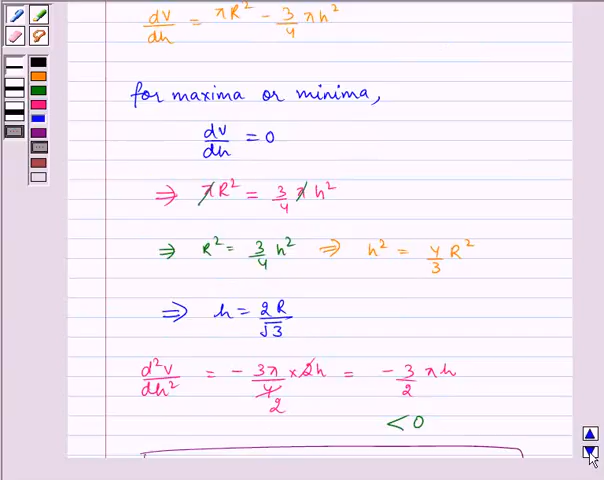 dv/dh = πR² - 3/4 πh²
for maxima or minima,
dv/dh = 0
⇒ πR² = 3/4 πh²
⇒ R² = 3/4 h² ⇒ h² = 4/3 R²
⇒ h = 2R/√3
d²v/dh² = - 3π/4 × 2h = - 3/2 πh
2
< 0